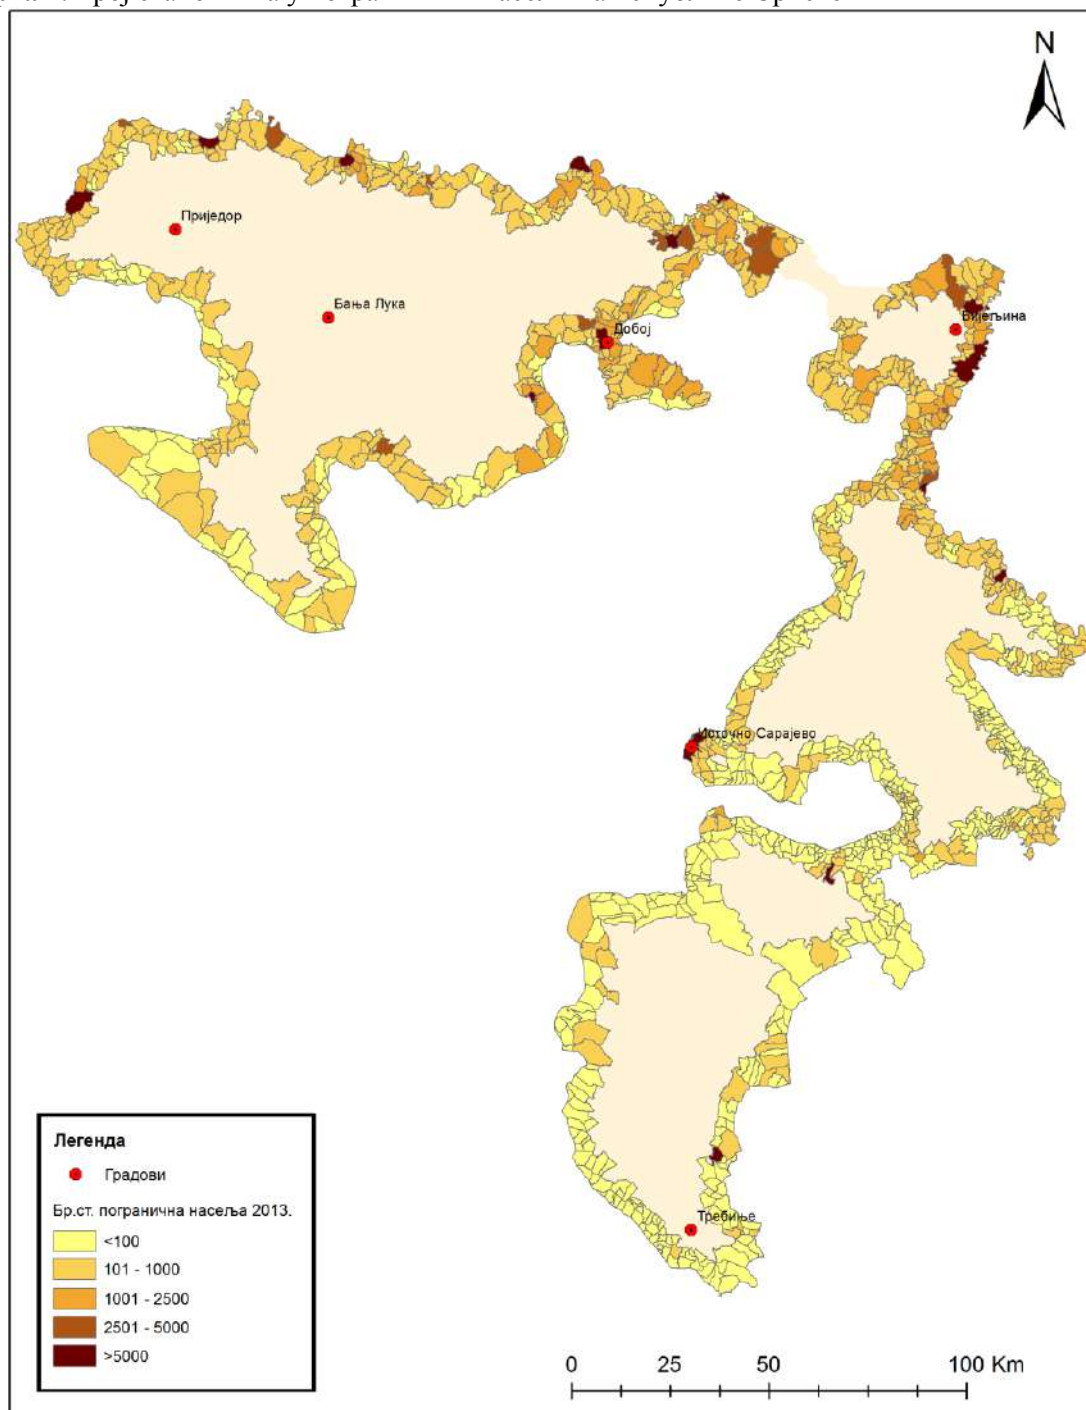 N
Приједор
Бања Лука
Добој
Бијељина
Источно Сарајево
Требиње
Легенда
Градови
Бр.ст. погранична насеља 2013.
<100
101 - 1000
1001 - 2500
2501 - 5000
>5000
0 25 50 100 Km